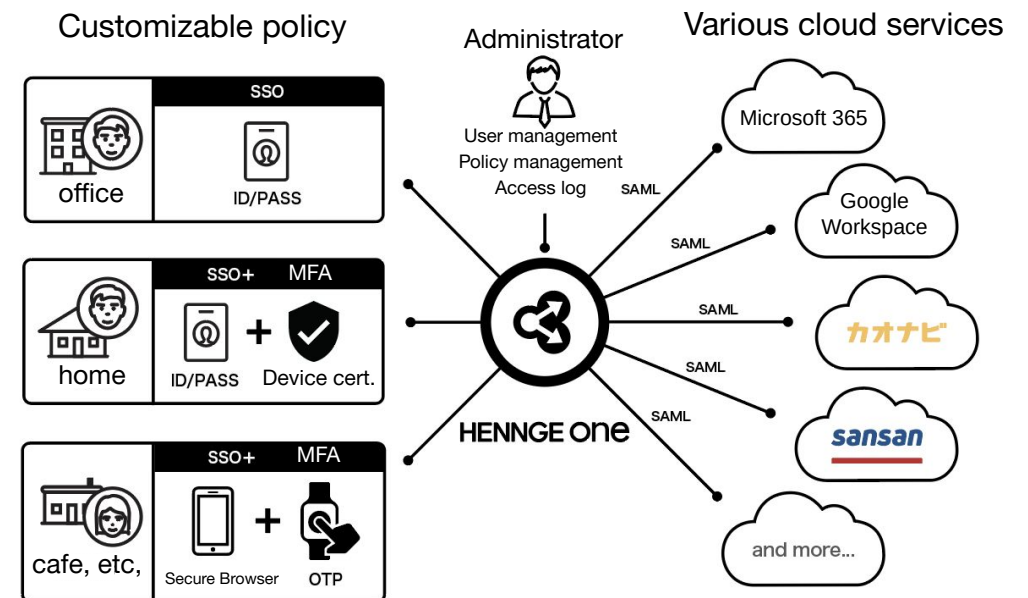 Customizable policy
Administrator
Various cloud services
SSO
office
ID/PASS
SSO+ MFA
home
ID/PASS
Device cert.
SSO+ MFA
cafe, etc,
Secure Browser
OTP
User management
Policy management
Access log
HENNGE one
SAML
SAML
SAML
SAML
SAML
Microsoft 365
Google
Workspace
カオナビ
sansan
and more...